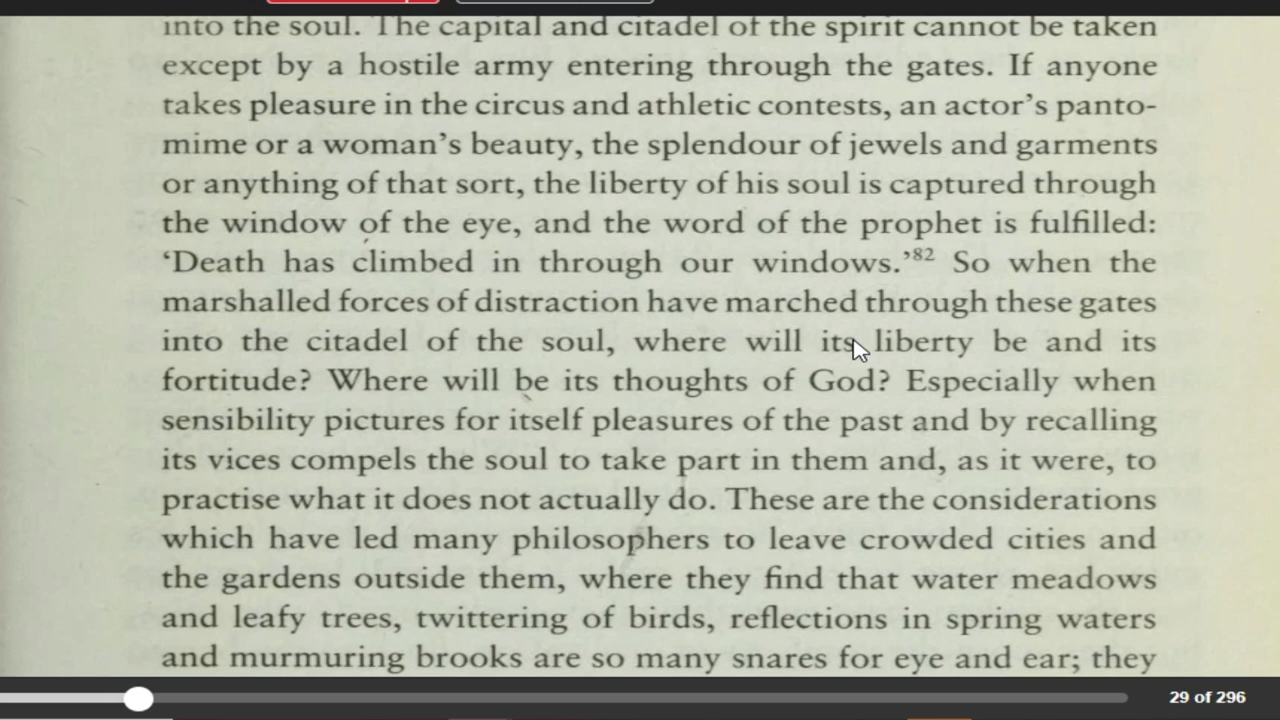 into the soul. The capital and citadel of the spirit cannot be taken
except by a hostile army entering through the gates. If anyone
takes pleasure in the circus and athletic contests, an actor’s panto-
mime or a woman’s beauty, the splendour of jewels and garments
or anything of that sort, the liberty of his soul is captured through
the window of the eye, and the word of the prophet is fulfilled:
‘Death has climbed in through our windows.’82 So when the
marshalled forces of distraction have marched through these gates
into the citadel of the soul, where will its liberty be and its
fortitude? Where will be its thoughts of God? Especially when
sensibility pictures for itself pleasures of the past and by recalling
its vices compels the soul to take part in them and, as it were, to
practise what it does not actually do. These are the considerations
which have led many philosophers to leave crowded cities and
the gardens outside them, where they find that water meadows
and leafy trees, twittering of birds, reflections in spring waters
and murmuring brooks are so many snares for eye and ear; they
29 of 296